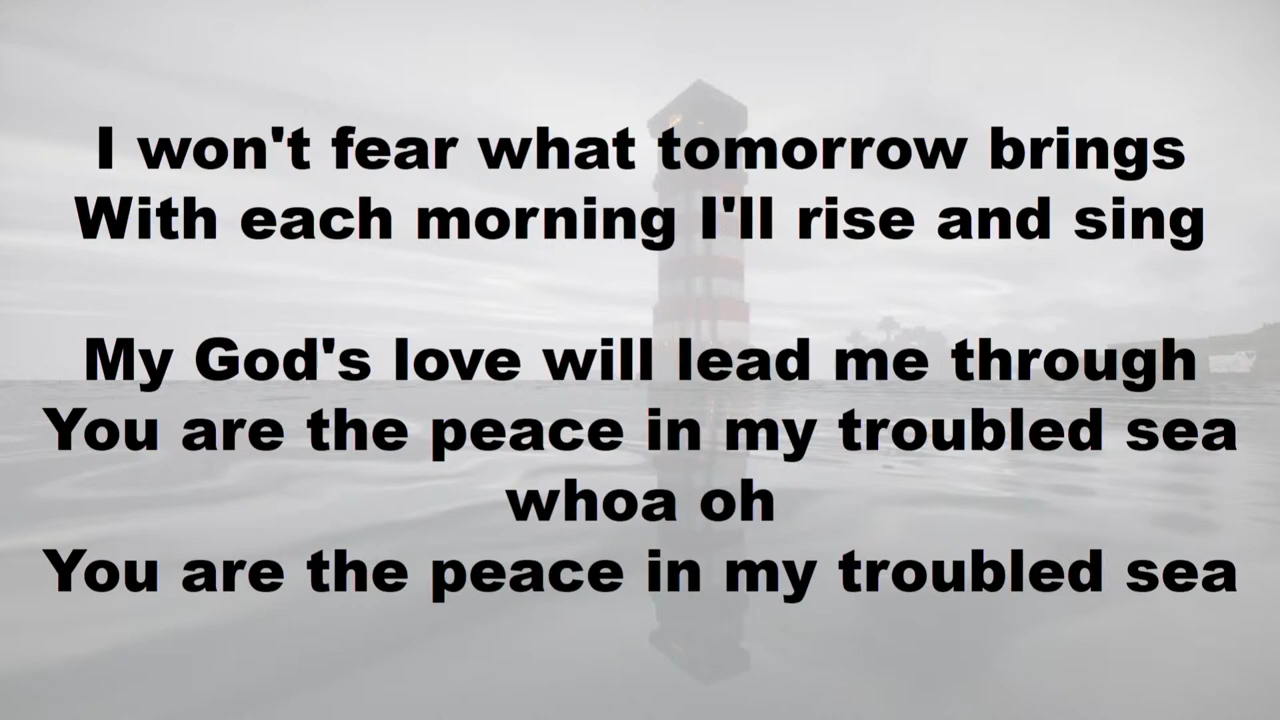 I won't fear what tomorrow brings
With each morning I'll rise and sing
My God's love will lead me through
You are the peace in my troubled sea
whoa oh
You are the peace in my troubled sea